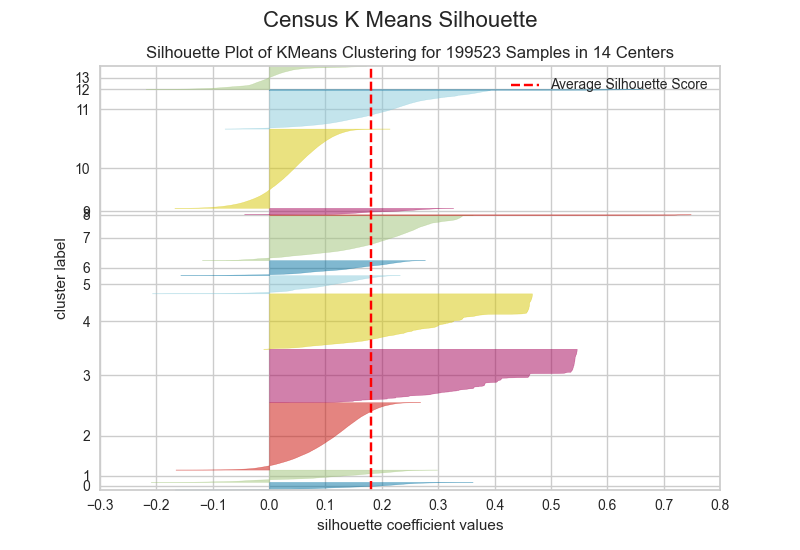 Census K Means Silhouette
Silhouette Plot of KMeans Clustering for 199523 Samples in 14 Centers
Average Silhouette Score
13
12
11
10
9
8
7
6
5
4
3
2
1
0
cluster label
−0.3 −0.2 −0.1 0.0 0.1 0.2 0.3 0.4 0.5 0.6 0.7 0.8
silhouette coefficient values